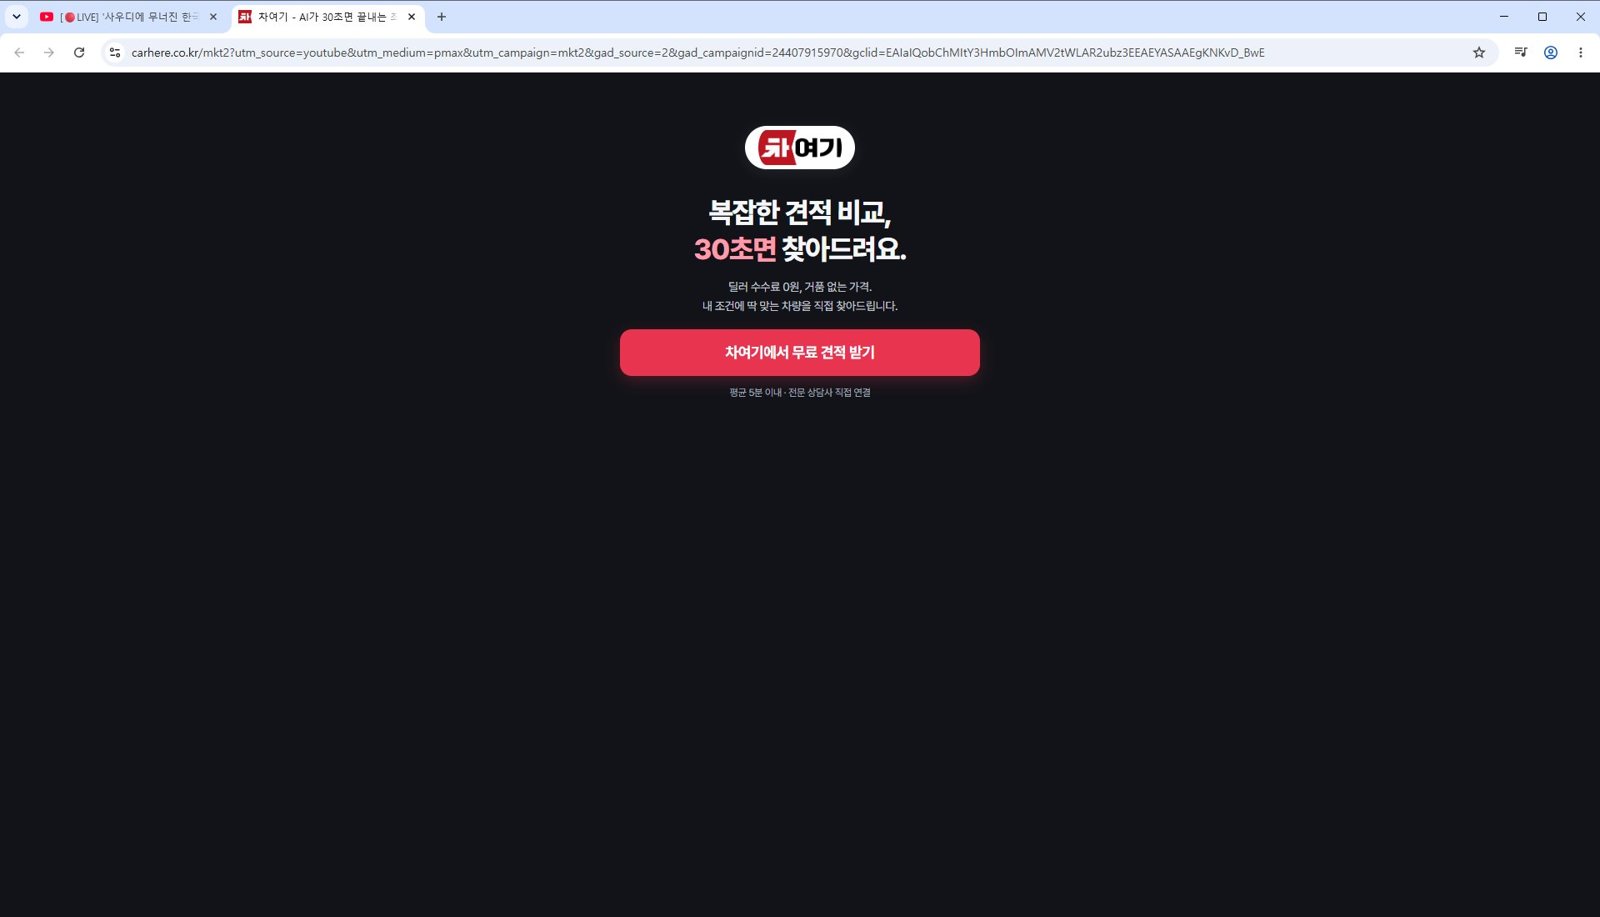 [🔴LIVE] '사우디에 무너진 한국
차여기 - AI가 30초면 끝내는
carhere.co.kr/mkt2?utm_source=youtube&utm_medium=pmax&utm_campaign=mkt2&gad_source=2&gad_campaignid=24407915970&gclid=EAIaIQobChMItY3HmbOImAMV2tWLAR2ubz3EEAEYASAAEgKNKvD_BwE
차여기
복잡한 견적 비교,
30초면 찾아드려요.
딜러 수수료 0원, 거품 없는 가격.
내 조건에 딱 맞는 차량을 직접 찾아드립니다.
차여기에서 무료 견적 받기
평균 5분 이내 · 전문 상담사 직접 연결